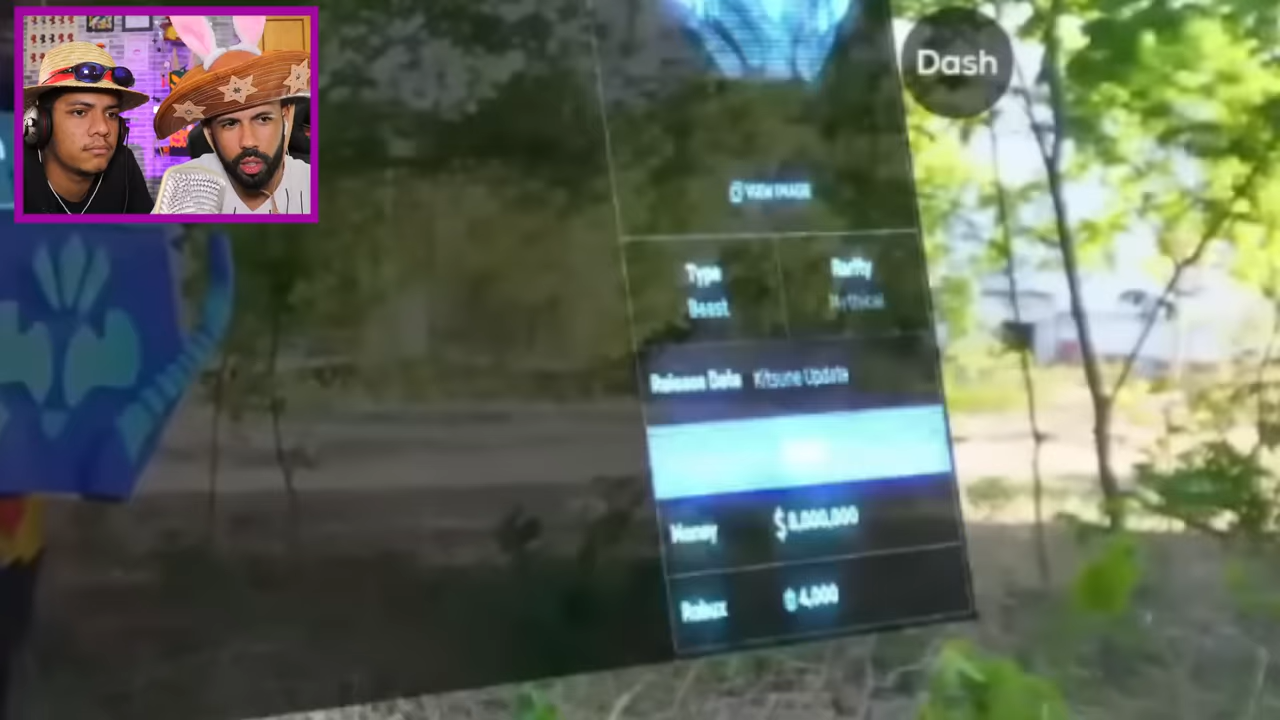 Dash
VIEW IMAGE
Type
Rarity
Beast
Mythical
Release Date Kitsune Update
Money $8,000,000
Robux 4,000